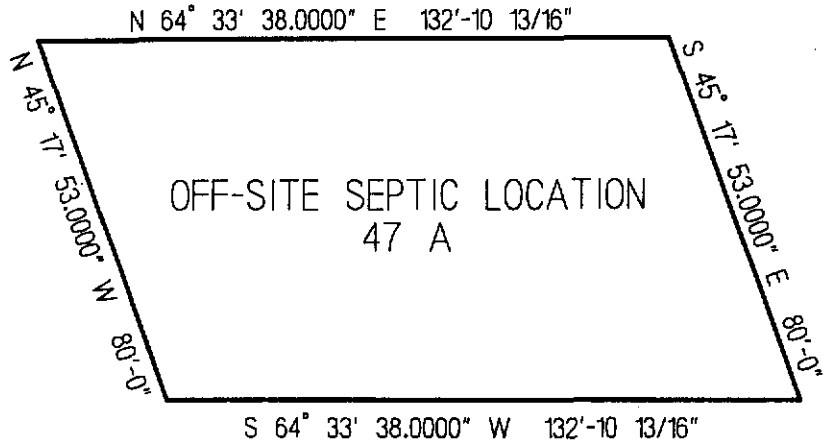 N 64° 33' 38.0000" E 132'-10 13/16"
N 45° 17' 53.0000" W 80'-0"
S 45° 17' 53.0000" E 80'-0"
OFF-SITE SEPTIC LOCATION
47 A
S 64° 33' 38.0000" W 132'-10 13/16"